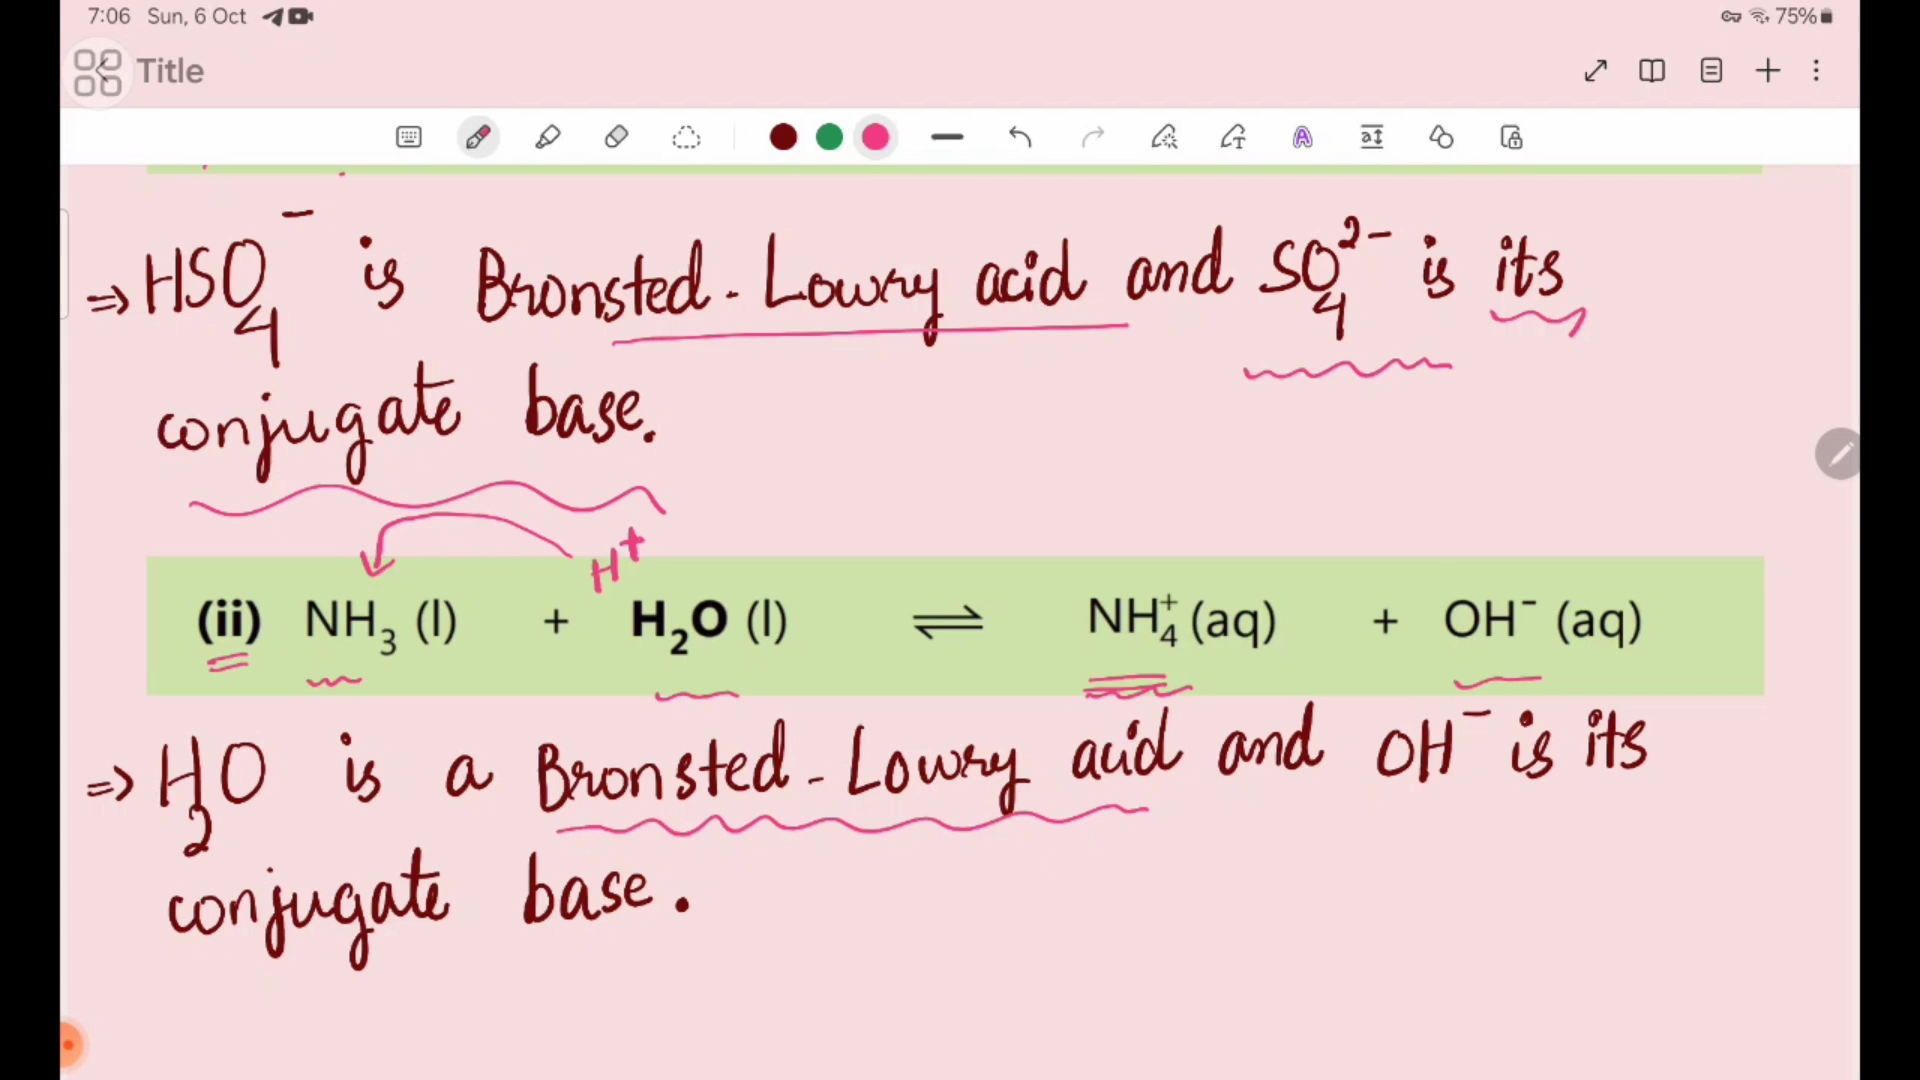 7:06 Sun, 6 Oct 75%
Title
⇒ HSO₄⁻ is Bronsted-Lowry acid and SO₄²⁻ is its
conjugate base.
H⁺
(ii) NH₃ (l) + H₂O (l) ⇌ NH₄⁺ (aq) + OH⁻ (aq)
⇒ H₂O is a Bronsted-Lowry acid and OH⁻ is its
conjugate base.